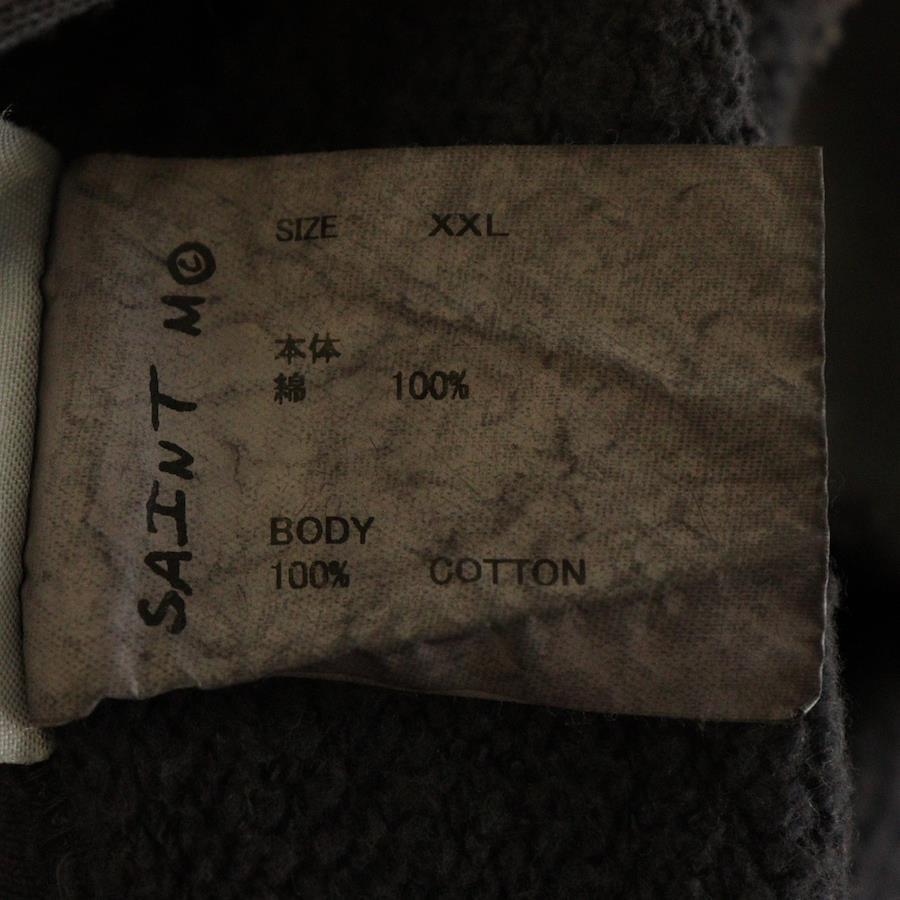 SAINT M©
SIZE XXL
本体
綿 100%
BODY
100% COTTON